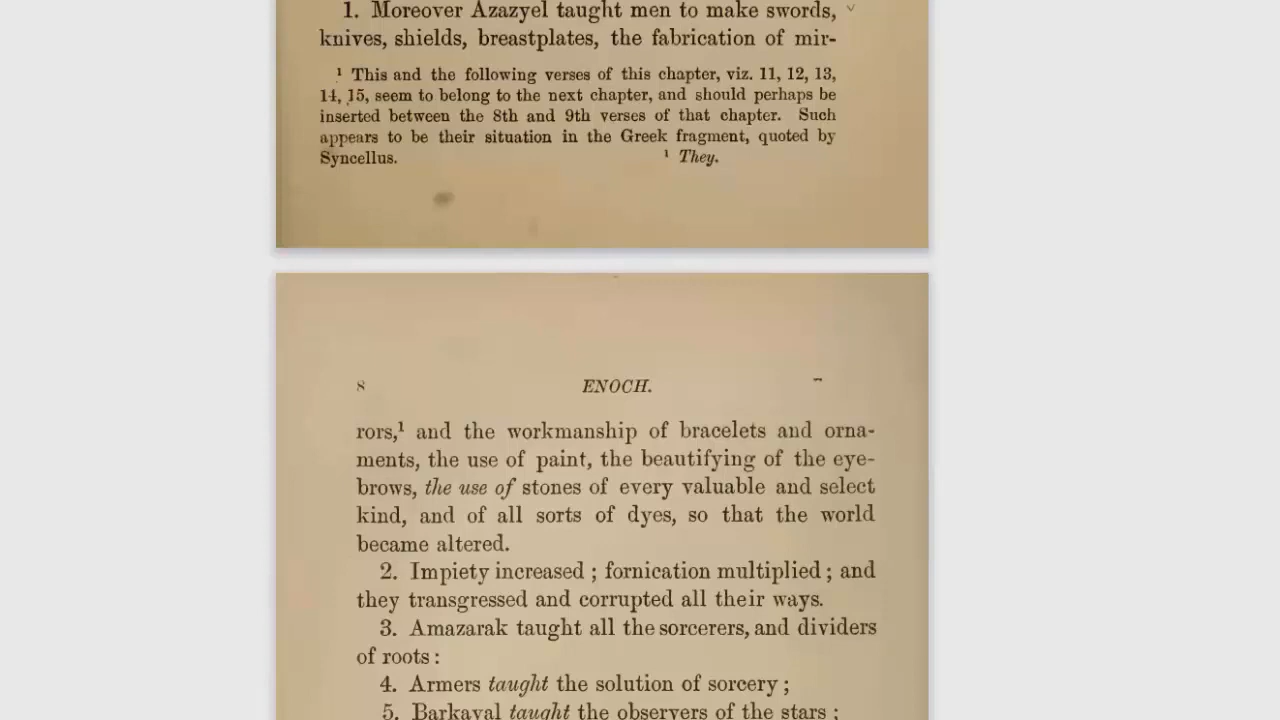 1. Moreover Azazyel taught men to make swords,
knives, shields, breastplates, the fabrication of mir-
¹ This and the following verses of this chapter, viz. 11, 12, 13,
14, 15, seem to belong to the next chapter, and should perhaps be
inserted between the 8th and 9th verses of that chapter. Such
appears to be their situation in the Greek fragment, quoted by
Syncellus. ¹ They.
8 ENOCH.
rors,¹ and the workmanship of bracelets and orna-
ments, the use of paint, the beautifying of the eye-
brows, the use of stones of every valuable and select
kind, and of all sorts of dyes, so that the world
became altered.
2. Impiety increased ; fornication multiplied ; and
they transgressed and corrupted all their ways.
3. Amazarak taught all the sorcerers, and dividers
of roots :
4. Armers taught the solution of sorcery ;
5. Barkayal taught the observers of the stars ;